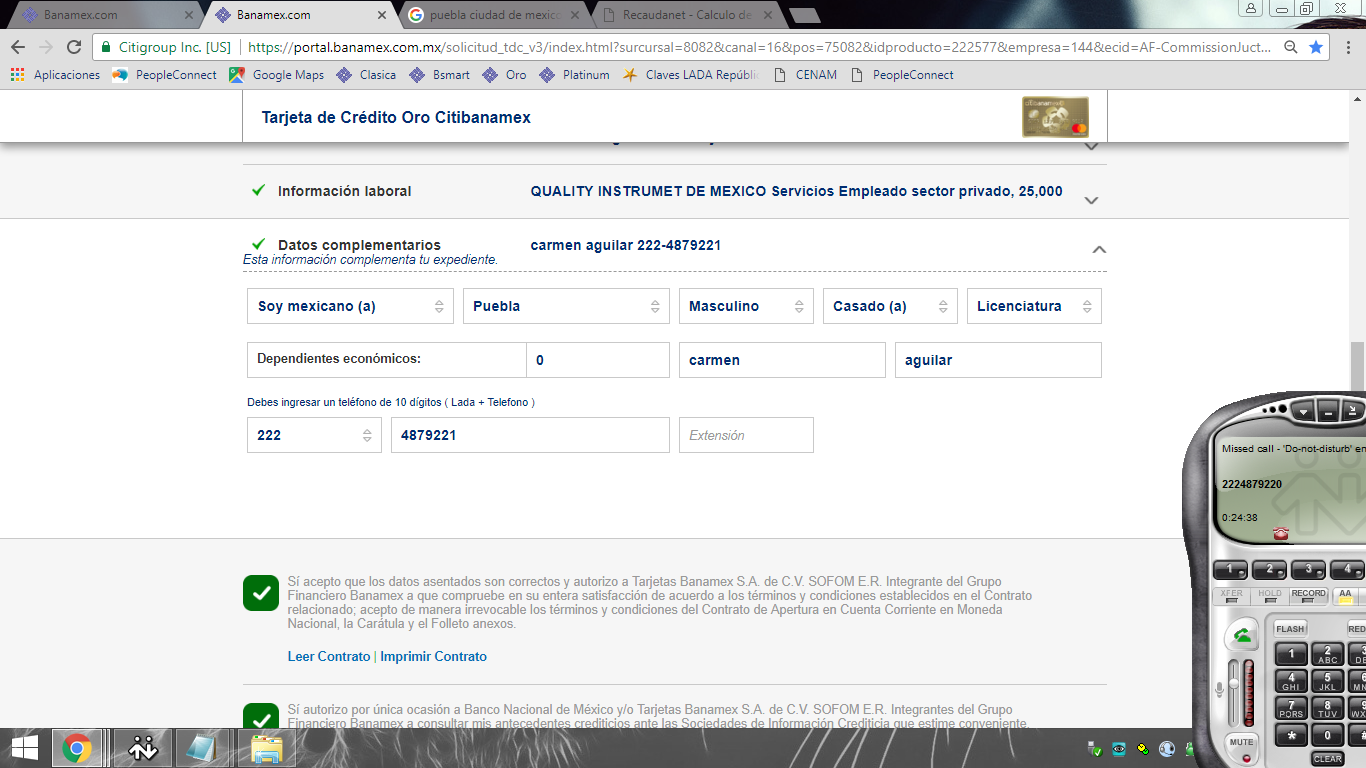 Banamex.com
Banamex.com
puebla ciudad de mexico
Recaudanet - Calculo de
Citigroup Inc. [US]
https://portal.banamex.com.mx/solicitud_tdc_v3/index.html?sursursal=8082&canal=16&pos=75082&idproducto=222577&empresa=144&ecid=AF-CommissionJuct...
Aplicaciones PeopleConnect Google Maps Clasica Bsmart Oro Platinum Claves LADA Repúbli CENAM PeopleConnect
Tarjeta de Crédito Oro Citibanamex
Información laboral QUALITY INSTRUMET DE MEXICO Servicios Empleado sector privado, 25,000
Datos complementarios carmen aguilar 222-4879221
Esta información complementa tu expediente.
Soy mexicano (a) Puebla Masculino Casado (a) Licenciatura
Dependientes económicos: 0 carmen aguilar
Debes ingresar un teléfono de 10 dígitos ( Lada + Telefono )
222 4879221 Extensión
Sí acepto que los datos asentados son correctos y autorizo a Tarjetas Banamex S.A. de C.V. SOFOM E.R. Integrante del Grupo
Financiero Banamex a que compruebe en su entera satisfacción de acuerdo a los términos y condiciones establecidos en el Contrato
relacionado; acepto de manera irrevocable los términos y condiciones del Contrato de Apertura en Cuenta Corriente en Moneda
Nacional, la Carátula y el Folleto anexos.
Leer Contrato | Imprimir Contrato
Sí autorizo por única ocasión a Banco Nacional de México y/o Tarjetas Banamex S.A. de C.V. SOFOM E.R. Integrantes del Grupo
Financiero Banamex a consultar mis antecedentes crediticios ante las Sociedades de Información Crediticia que estime conveniente.
Missed call - 'Do-not-disturb' en
2224879220
0:24:38
1 2 3 4
XFER HOLD RECORD AA
FLASH RED
1 2 ABC 3 DE
4 GHI 5 JKL 6 MN
7 PQRS 8 TUV 9 WX
* 0 #
MUTE
CLEAR